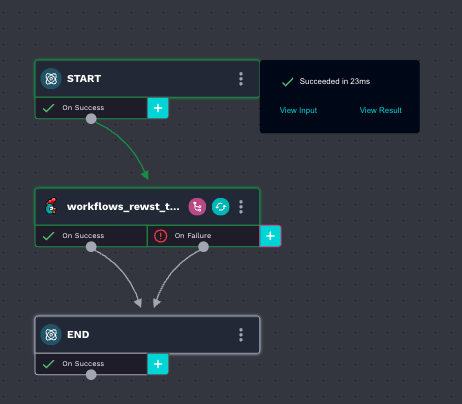 START
Succeeded in 23ms
View Input
View Result
On Success
workflows_rewst_t...
On Success
On Failure
END
On Success